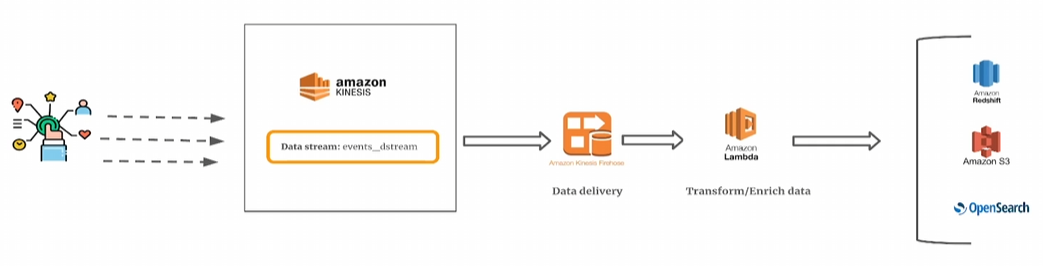 amazon
KINESIS
Data stream: events_dstream
Amazon Kinesis Firehose
Data delivery
Amazon
Lambda
Transform/Enrich data
Amazon
Redshift
Amazon S3
OpenSearch